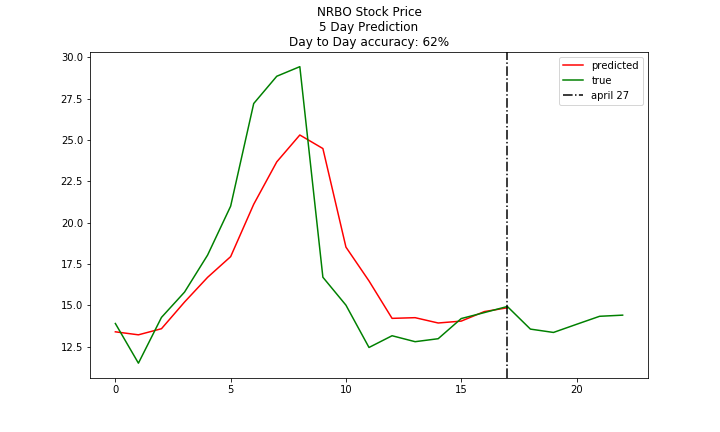 NRBO Stock Price
5 Day Prediction
Day to Day accuracy: 62%
predicted
true
april 27
30.0
27.5
25.0
22.5
20.0
17.5
15.0
12.5
0 5 10 15 20